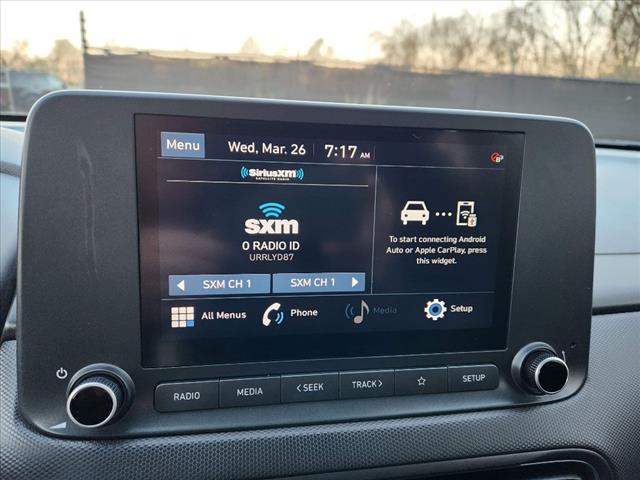 Menu
Wed, Mar. 26
7:17 AM
SiriusXM
SATELLITE RADIO
sxm
0 RADIO ID
URRLYD87
SXM CH 1
SXM CH 1
To start connecting Android
Auto or Apple CarPlay, press
this widget.
All Menus
Phone
Media
Setup
RADIO
MEDIA
< SEEK
TRACK >
SETUP